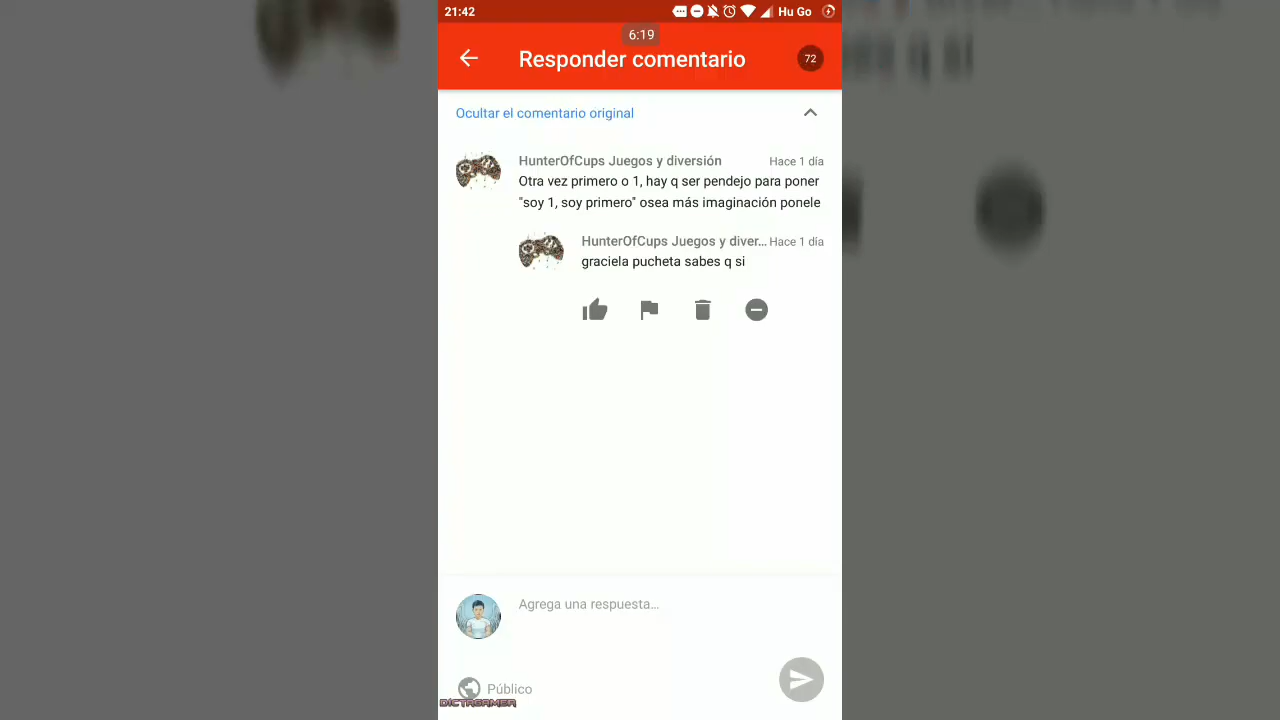 21:42
Hu Go
6:19
Responder comentario
72
Ocultar el comentario original
HunterOfCups Juegos y diversión
Hace 1 día
Otra vez primero o 1, hay q ser pendejo para poner
"soy 1, soy primero" osea más imaginación ponele
HunterOfCups Juegos y diver...
Hace 1 día
graciela pucheta sabes q si
Agrega una respuesta...
Público
DICTAGAMER